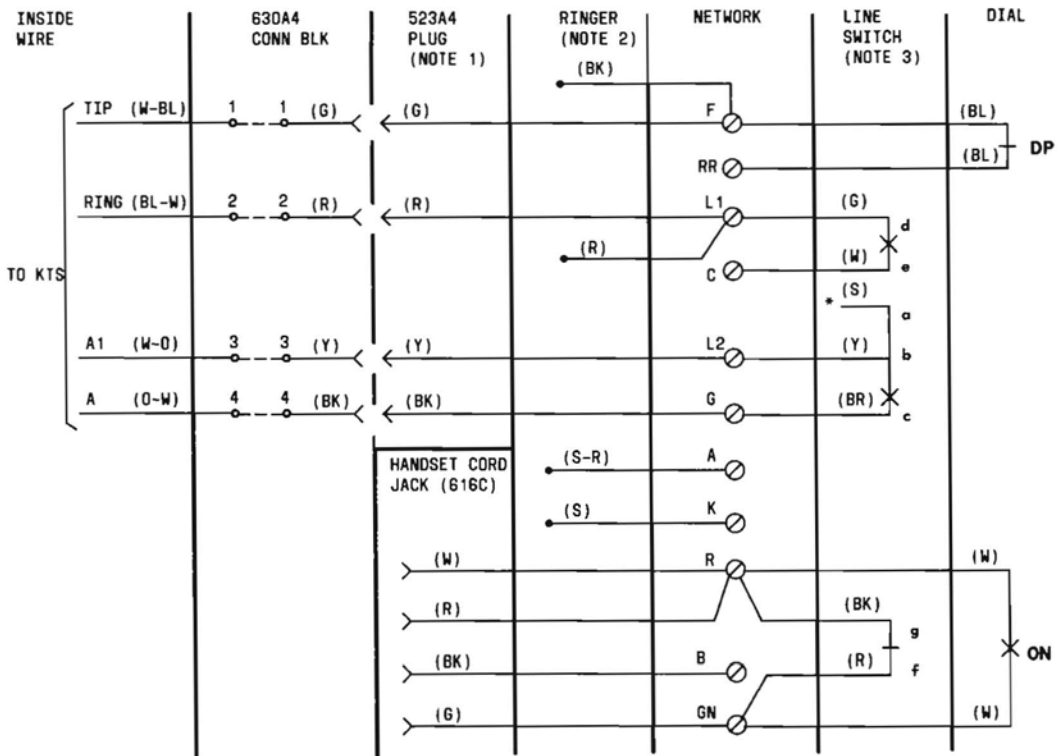 INSIDE WIRE
630A4 CONN BLK
523A4 PLUG (NOTE 1)
RINGER (NOTE 2)
NETWORK
LINE SWITCH (NOTE 3)
DIAL
(BK)
TIP (W-BL) 1 1 (G) (G) F (BL)
DP
RR (BL)
RING (BL-W) 2 2 (R) (R) L1 (G)
d
(R)
C (W) e
TO KTS
* (S) a
A1 (W-O) 3 3 (Y) (Y) L2 (Y) b
A (O-W) 4 4 (BK) (BK) G (BR) c
HANDSET CORD JACK (616C)
(S-R) A
(S) K
(W) R (W)
(R) (BK)
g
ON
(BK) B (R) f
(G) GN (W)